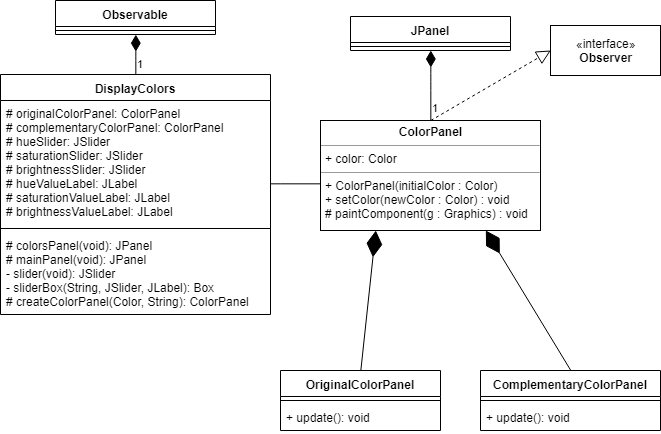 Observable
1
JPanel
1
«interface»
Observer
DisplayColors
# originalColorPanel: ColorPanel
# complementaryColorPanel: ColorPanel
# hueSlider: JSlider
# saturationSlider: JSlider
# brightnessSlider: JSlider
# hueValueLabel: JLabel
# saturationValueLabel: JLabel
# brightnessValueLabel: JLabel
# colorsPanel(void): JPanel
# mainPanel(void): JPanel
- slider(void): JSlider
- sliderBox(String, JSlider, JLabel): Box
# createColorPanel(Color, String): ColorPanel
ColorPanel
+ color: Color
+ ColorPanel(initialColor : Color)
+ setColor(newColor : Color) : void
# paintComponent(g : Graphics) : void
OriginalColorPanel
+ update(): void
ComplementaryColorPanel
+ update(): void